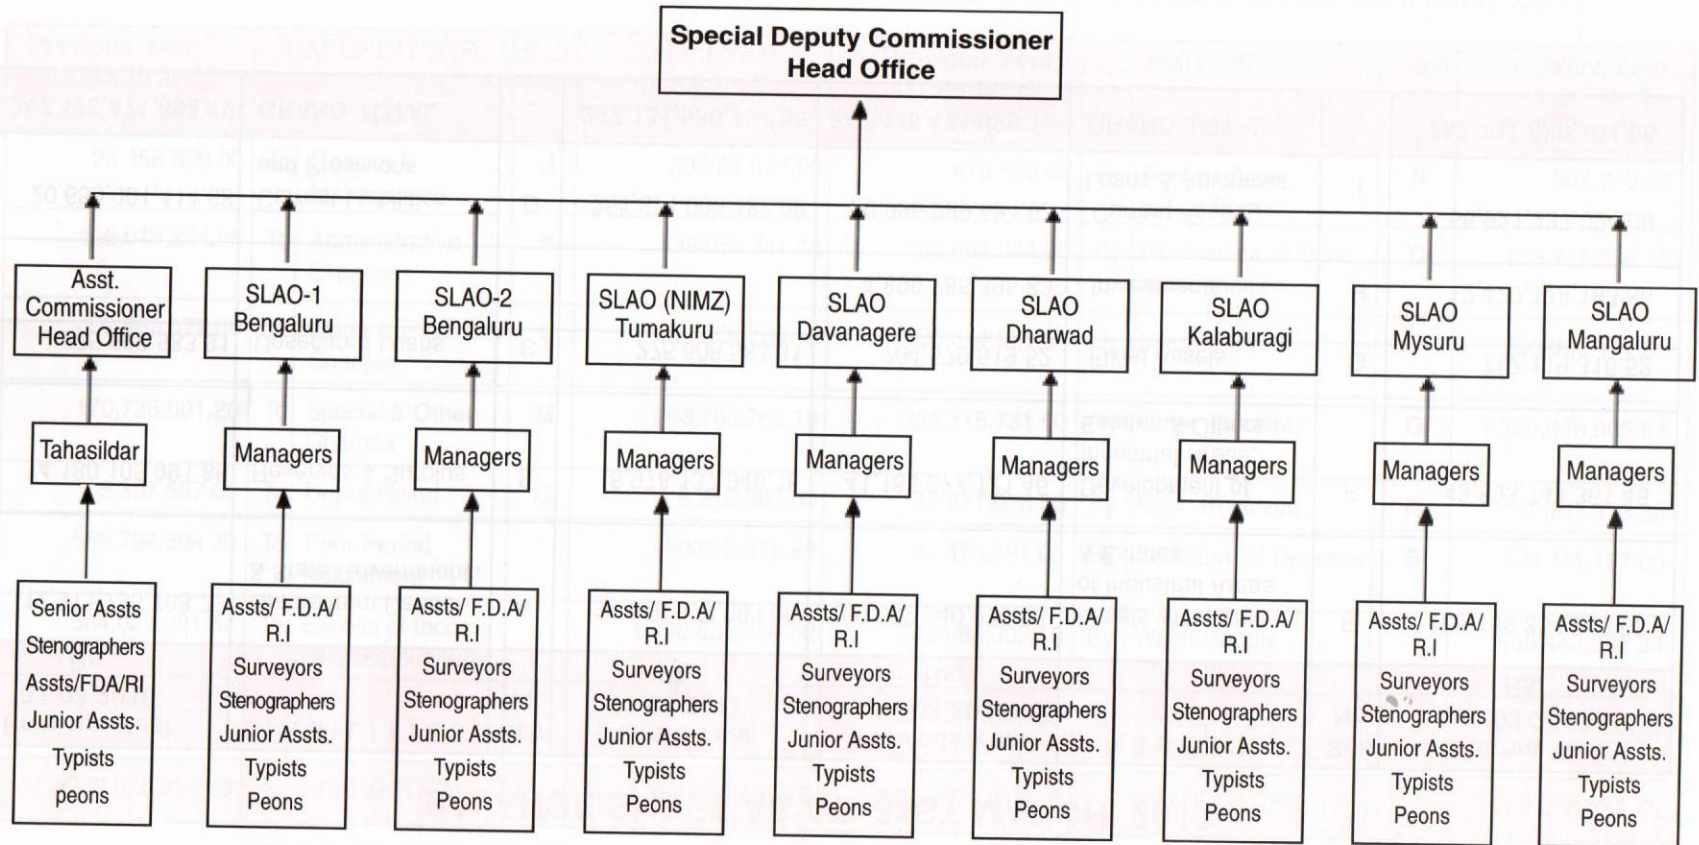 Special Deputy Commissioner
Head Office
Asst.
Commissioner
Head Office
SLAO-1
Bengaluru
SLAO-2
Bengaluru
SLAO (NIMZ)
Tumakuru
SLAO
Davanagere
SLAO
Dharwad
SLAO
Kalaburagi
SLAO
Mysuru
SLAO
Mangaluru
Tahasildar
Managers
Managers
Managers
Managers
Managers
Managers
Managers
Managers
Senior Assts
Stenographers
Assts/FDA/RI
Junior Assts.
Typists
peons
Assts/ F.D.A/
R.I
Surveyors
Stenographers
Junior Assts.
Typists
Peons
Assts/ F.D.A/
R.I
Surveyors
Stenographers
Junior Assts.
Typists
Peons
Assts/ F.D.A/
R.I
Surveyors
Stenographers
Junior Assts.
Typists
Peons
Assts/ F.D.A/
R.I
Surveyors
Stenographers
Junior Assts.
Typists
Peons
Assts/ F.D.A/
R.I
Surveyors
Stenographers
Junior Assts.
Typists
Peons
Assts/ F.D.A/
R.I
Surveyors
Stenographers
Junior Assts.
Typists
Peons
Assts/ F.D.A/
R.I
Surveyors
Stenographers
Junior Assts.
Typists
Peons
Assts/ F.D.A/
R.I
Surveyors
Stenographers
Junior Assts.
Typists
Peons